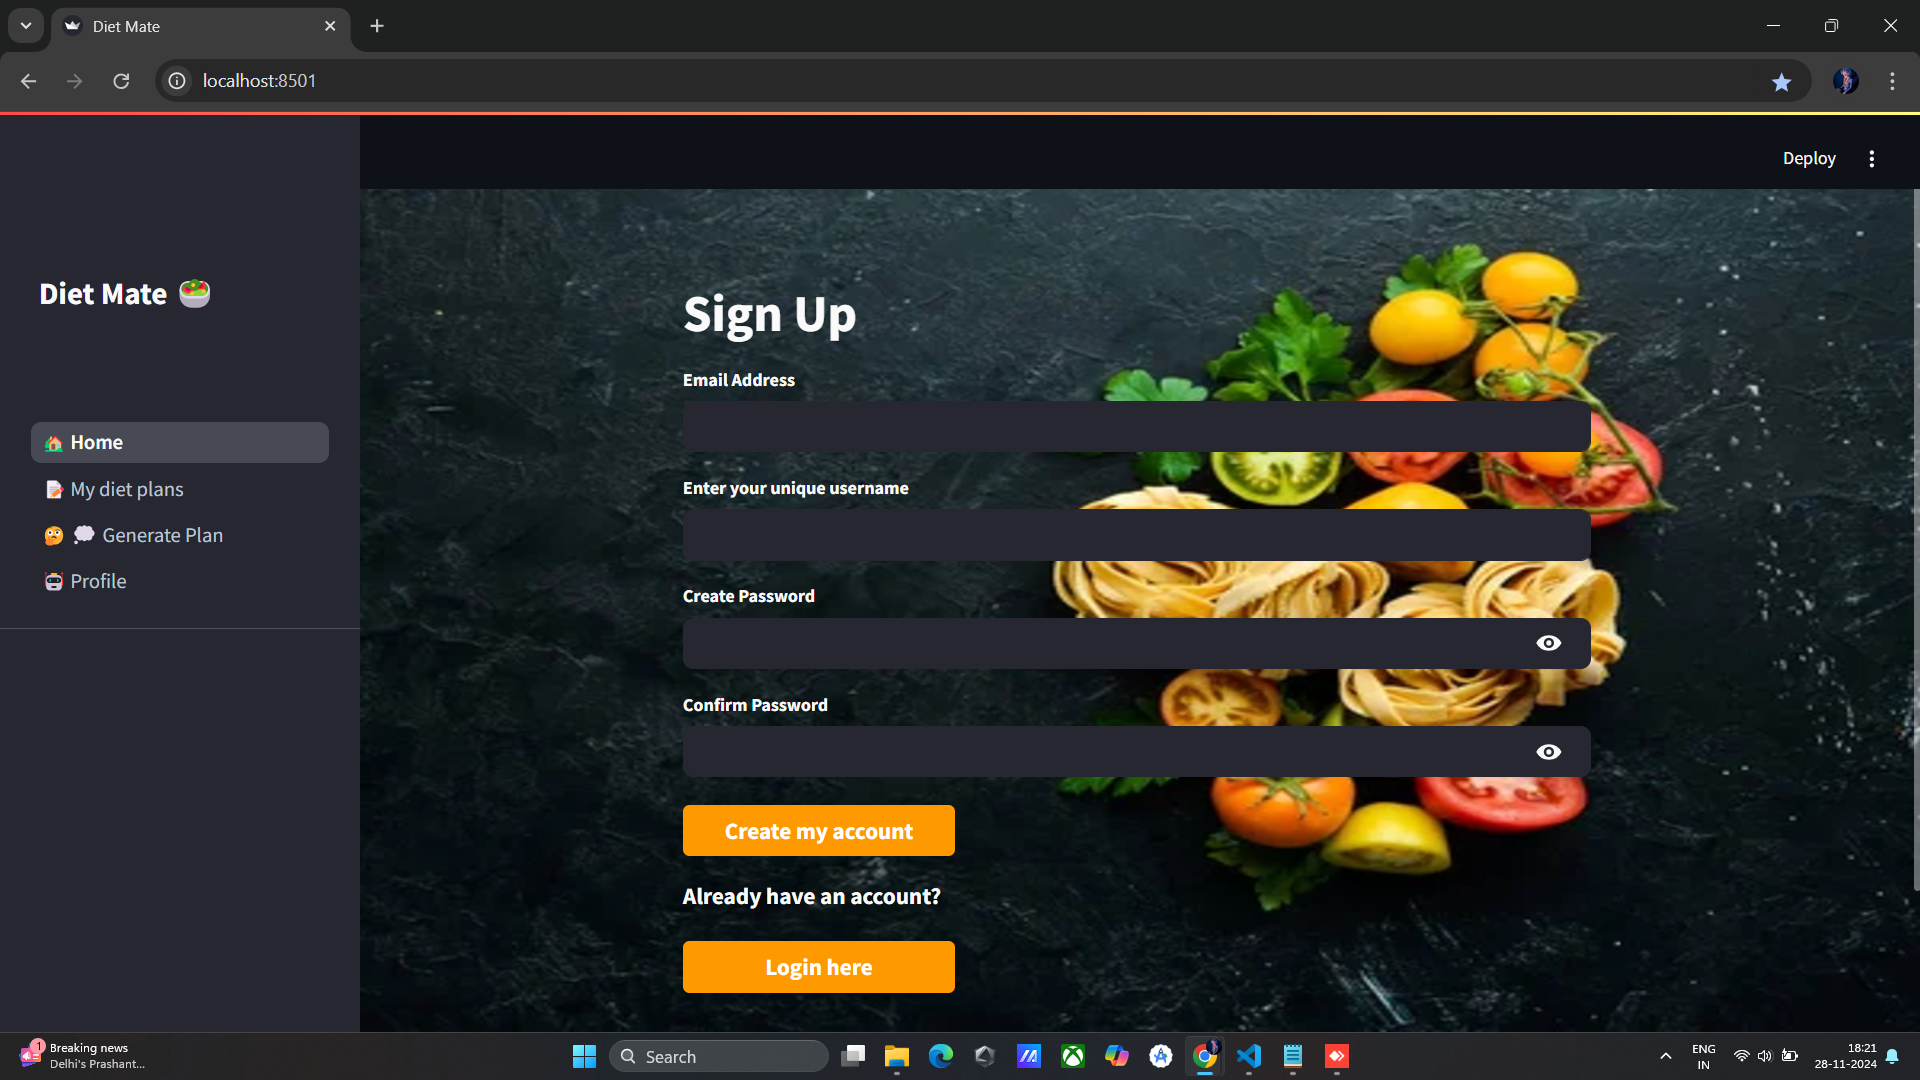 Diet Mate
localhost:8501
Deploy
Diet Mate
Home
My diet plans
Generate Plan
Profile
Sign Up
Email Address
Enter your unique username
Create Password
Confirm Password
Create my account
Already have an account?
Login here
1
Breaking news
Delhi's Prashant...
Search
ENG
IN
18:21
28-11-2024